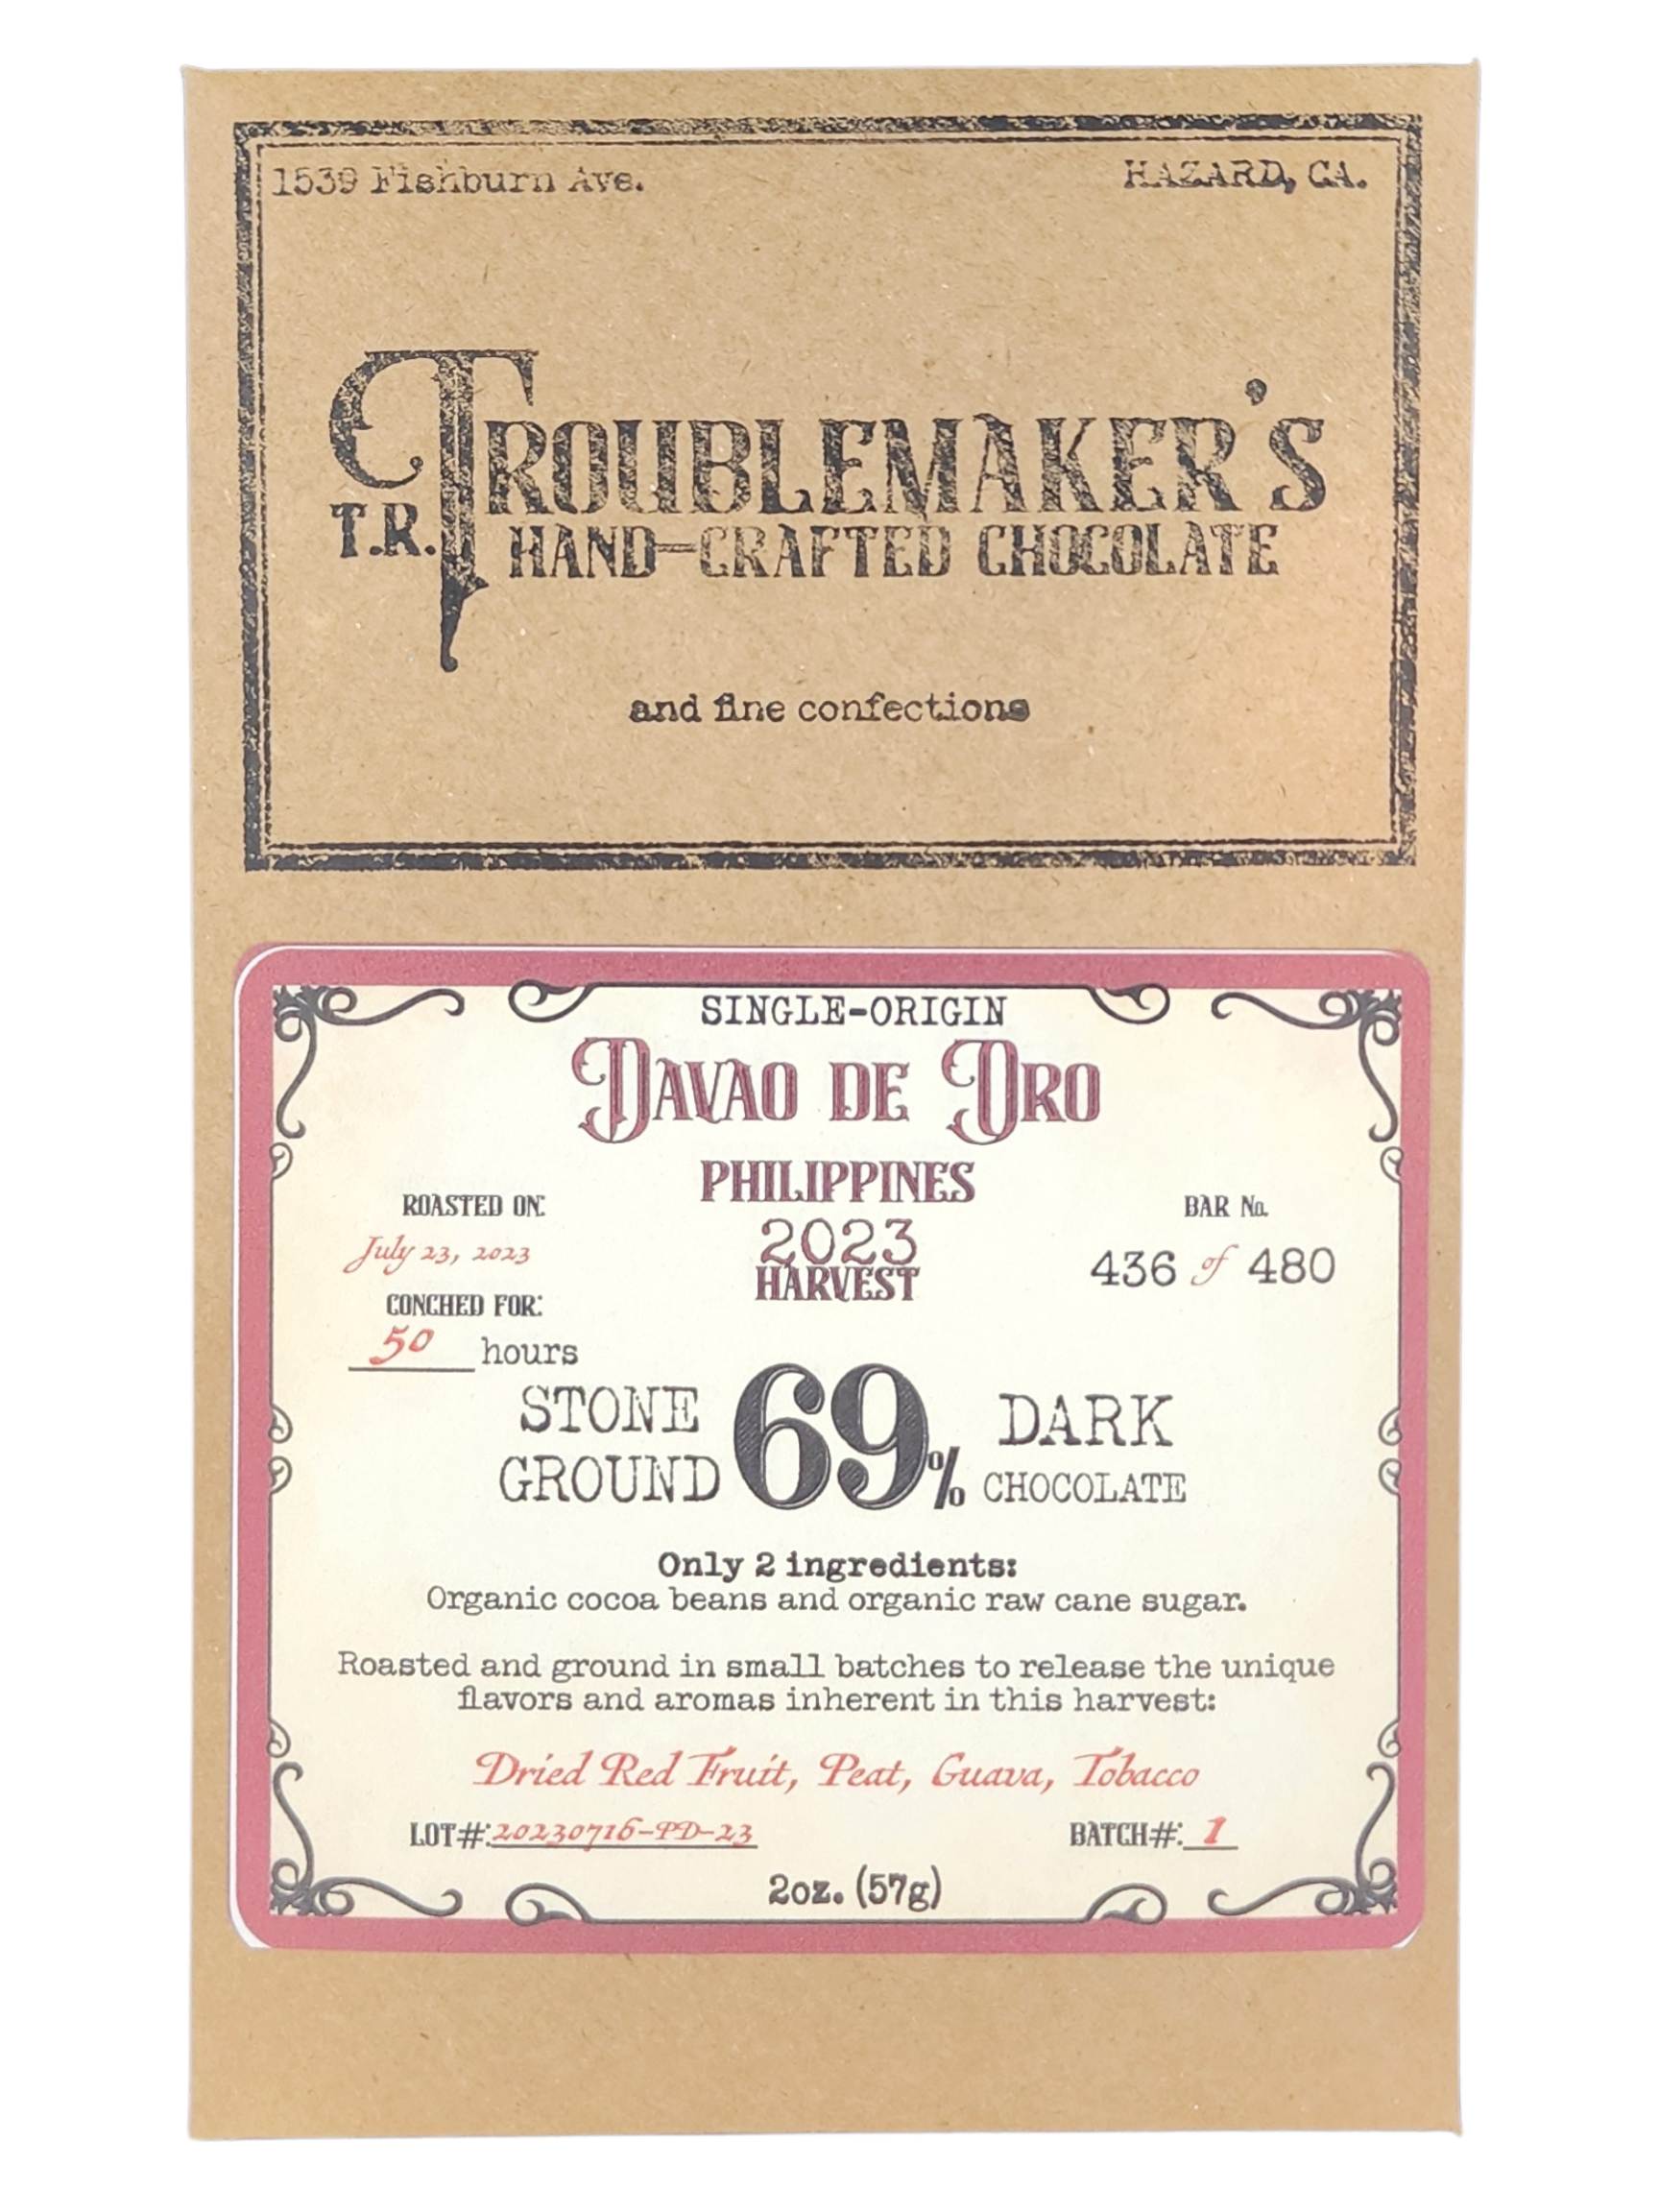 1539 Fishburn Ave.
HAZARD, CA.
TROUBLEMAKER'S
T.R.
HAND-CRAFTED CHOCOLATE
and fine confections
SINGLE-ORIGIN
DAVAO DE ORO
PHILIPPINES
2023
HARVEST
ROASTED ON:
July 23, 2023
CONCHED FOR:
50 hours
BAR No.
436 of 480
STONE
GROUND
69%
DARK
CHOCOLATE
Only 2 ingredients:
Organic cocoa beans and organic raw cane sugar.
Roasted and ground in small batches to release the unique
flavors and aromas inherent in this harvest:
Dried Red Fruit, Peat, Guava, Tobacco
LOT#: 20230716-PD-23
BATCH#: 1
2oz. (57g)